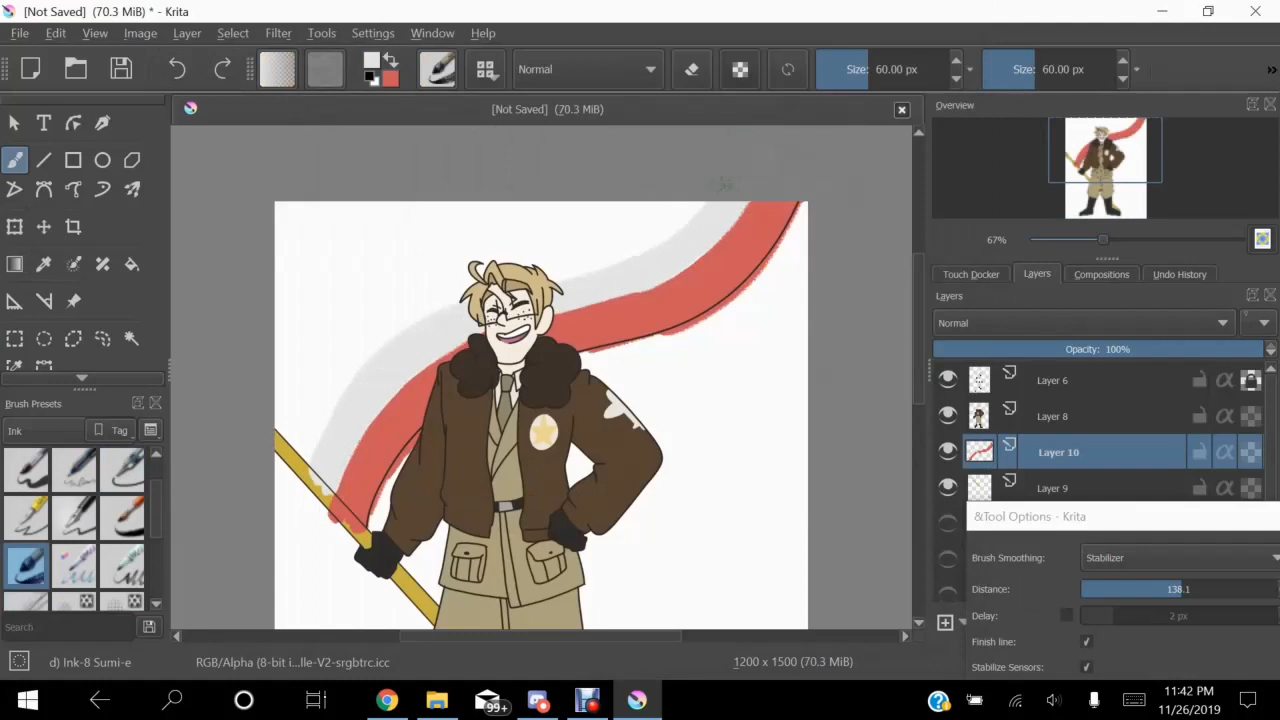 [Not Saved] (70.3 MiB) * - Krita
File Edit View Image Layer Select Filter Tools Settings Window Help
Normal Size: 60.00 px Size: 60.00 px
[Not Saved] (70.3 MiB)
Overview
67%
Touch Docker Layers Compositions Undo History
Layers
Normal
Opacity: 100%
Layer 6
Layer 8
Layer 10
Layer 9
Brush Presets
Ink Tag
Search
&Tool Options - Krita
Brush Smoothing: Stabilizer
Distance: 138.1
Delay: 2 px
Finish line:
Stabilize Sensors:
d) Ink-8 Sumi-e RGB/Alpha (8-bit i...lle-V2-srgbtrc.icc 1200 x 1500 (70.3 MiB)
99+
11:42 PM
11/26/2019